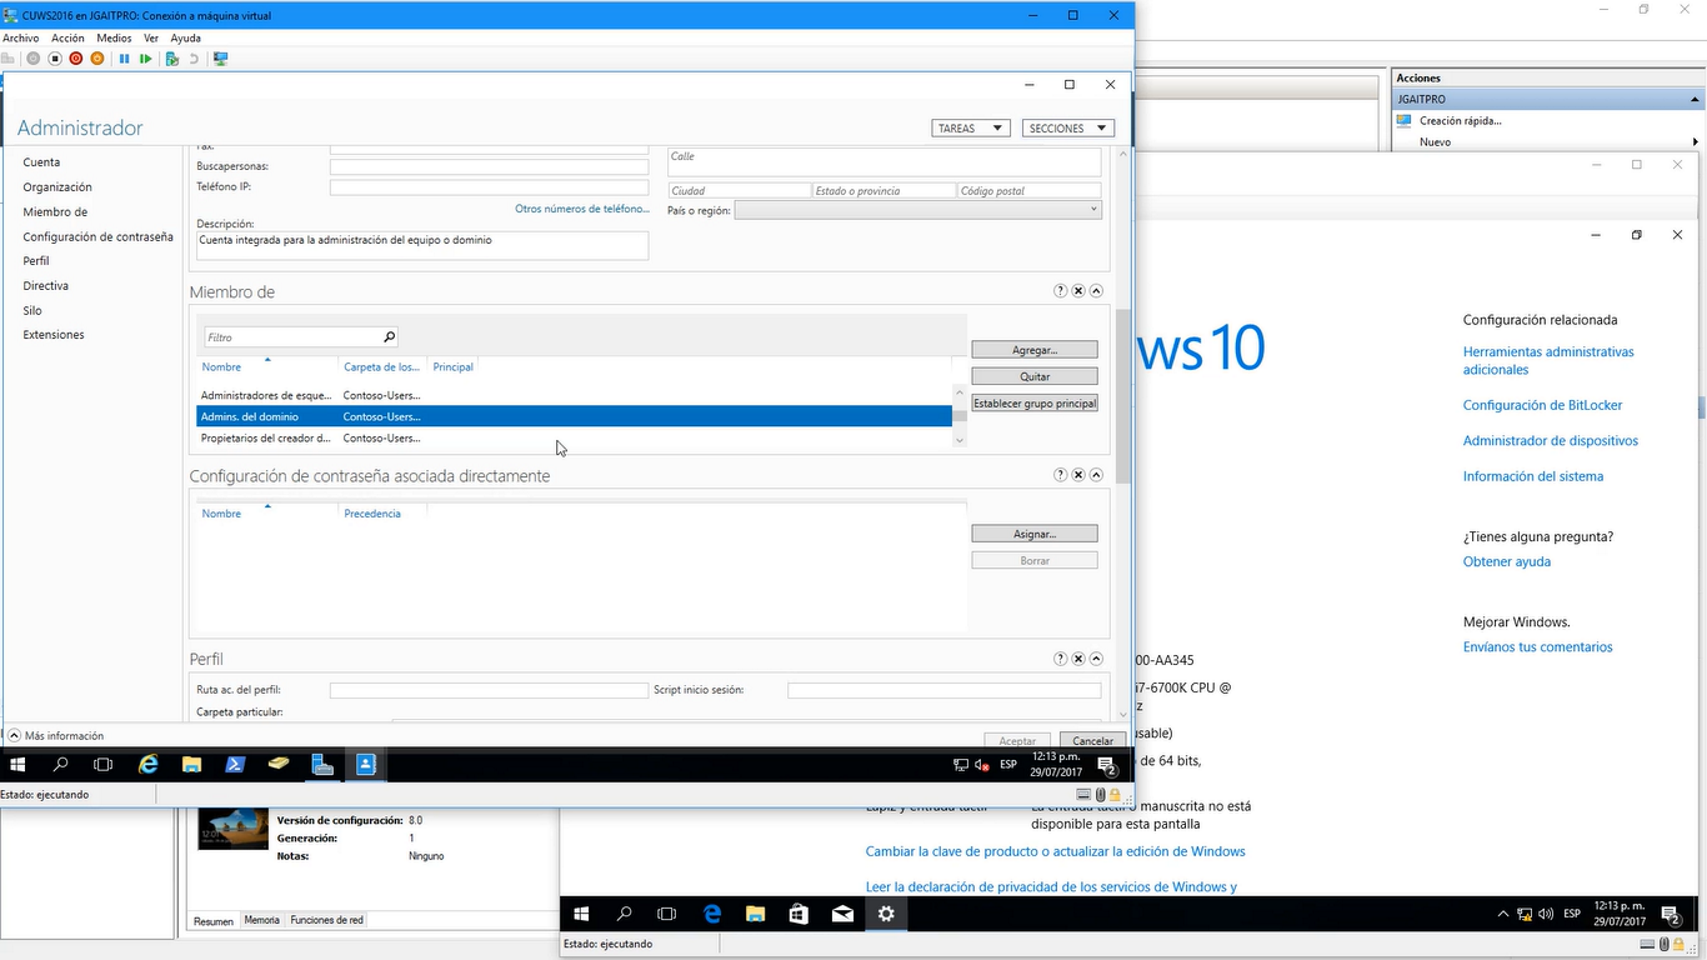 CUWS2016 en JGAITPRO: Conexión a máquina virtual
Archivo Acción Medios Ver Ayuda
Administrador
TAREAS
SECCIONES
Cuenta
Organización
Miembro de
Configuración de contraseña
Perfil
Directiva
Silo
Extensiones
Fax:
Buscapersonas:
Teléfono IP:
Otros números de teléfono...
Descripción:
Cuenta integrada para la administración del equipo o dominio
Calle
Ciudad Estado o provincia Código postal
País o región:
Miembro de
Filtro
Nombre Carpeta de los... Principal
Administradores de esque... Contoso-Users...
Admins. del dominio Contoso-Users...
Propietarios del creador d... Contoso-Users...
Agregar...
Quitar
Establecer grupo principal
Configuración de contraseña asociada directamente
Nombre Precedencia
Asignar...
Borrar
Perfil
Ruta ac. del perfil:
Script inicio sesión:
Carpeta particular:
Más información
Aceptar
Cancelar
ESP
12:13 p.m.
29/07/2017
2
Estado: ejecutando
12:01
Versión de configuración: 8.0
Generación: 1
Notas: Ninguno
Resumen Memoria Funciones de red
Acciones
JGAITPRO
Creación rápida...
Nuevo
ws 10
Configuración relacionada
Herramientas administrativas
adicionales
Configuración de BitLocker
Administrador de dispositivos
Información del sistema
¿Tienes alguna pregunta?
Obtener ayuda
Mejorar Windows.
Envíanos tus comentarios
00-AA345
i7-6700K CPU @
z
usable)
de 64 bits,
Lápiz y entrada táctil
La entrada táctil o manuscrita no está
disponible para esta pantalla
Cambiar la clave de producto o actualizar la edición de Windows
Leer la declaración de privacidad de los servicios de Windows y
ESP
12:13 p. m.
29/07/2017
2
Estado: ejecutando